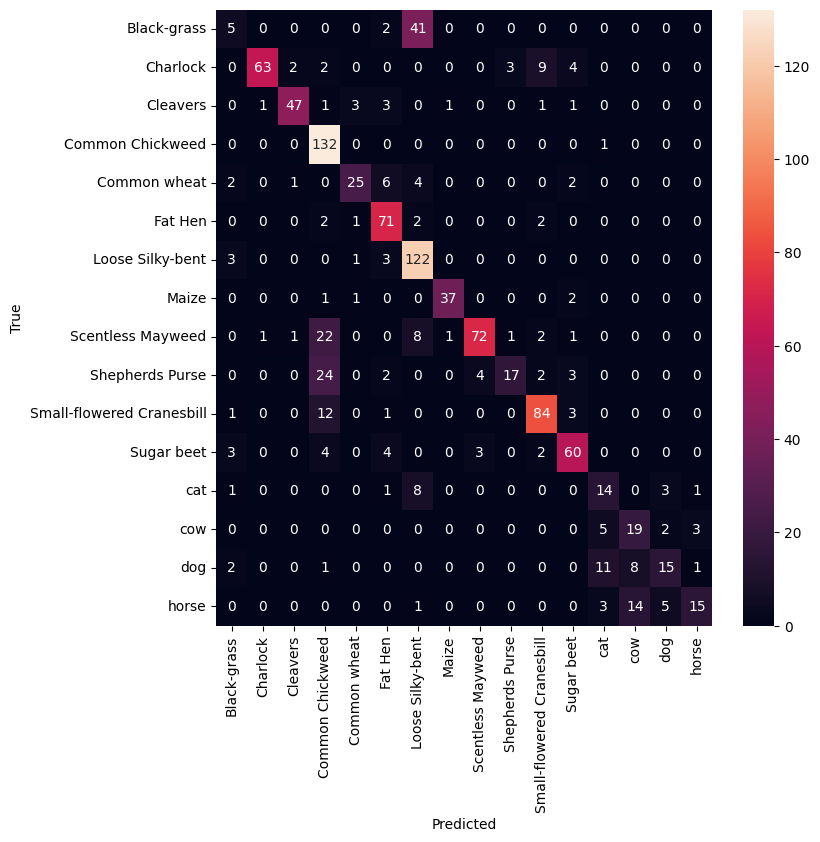 Black-grass 5 0 0 0 0 2 41 0 0 0 0 0 0 0 0 0
Charlock 0 63 2 2 0 0 0 0 0 3 9 4 0 0 0 0
Cleavers 0 1 47 1 3 3 0 1 0 0 1 1 0 0 0 0
Common Chickweed 0 0 0 132 0 0 0 0 0 0 0 0 1 0 0 0
Common wheat 2 0 1 0 25 6 4 0 0 0 0 2 0 0 0 0
Fat Hen 0 0 0 2 1 71 2 0 0 0 2 0 0 0 0 0
Loose Silky-bent 3 0 0 0 1 3 122 0 0 0 0 0 0 0 0 0
Maize 0 0 0 1 1 0 0 37 0 0 0 2 0 0 0 0
Scentless Mayweed 0 1 1 22 0 0 8 1 72 1 2 1 0 0 0 0
Shepherds Purse 0 0 0 24 0 2 0 0 4 17 2 3 0 0 0 0
Small-flowered Cranesbill 1 0 0 12 0 1 0 0 0 0 84 3 0 0 0 0
Sugar beet 3 0 0 4 0 4 0 0 3 0 2 60 0 0 0 0
cat 1 0 0 0 0 1 8 0 0 0 0 0 14 0 3 1
cow 0 0 0 0 0 0 0 0 0 0 0 0 5 19 2 3
dog 2 0 0 1 0 0 0 0 0 0 0 0 11 8 15 1
horse 0 0 0 0 0 0 1 0 0 0 0 0 3 14 5 15
True
Black-grass
Charlock
Cleavers
Common Chickweed
Common wheat
Fat Hen
Loose Silky-bent
Maize
Scentless Mayweed
Shepherds Purse
Small-flowered Cranesbill
Sugar beet
cat
cow
dog
horse
Predicted
120
100
80
60
40
20
0